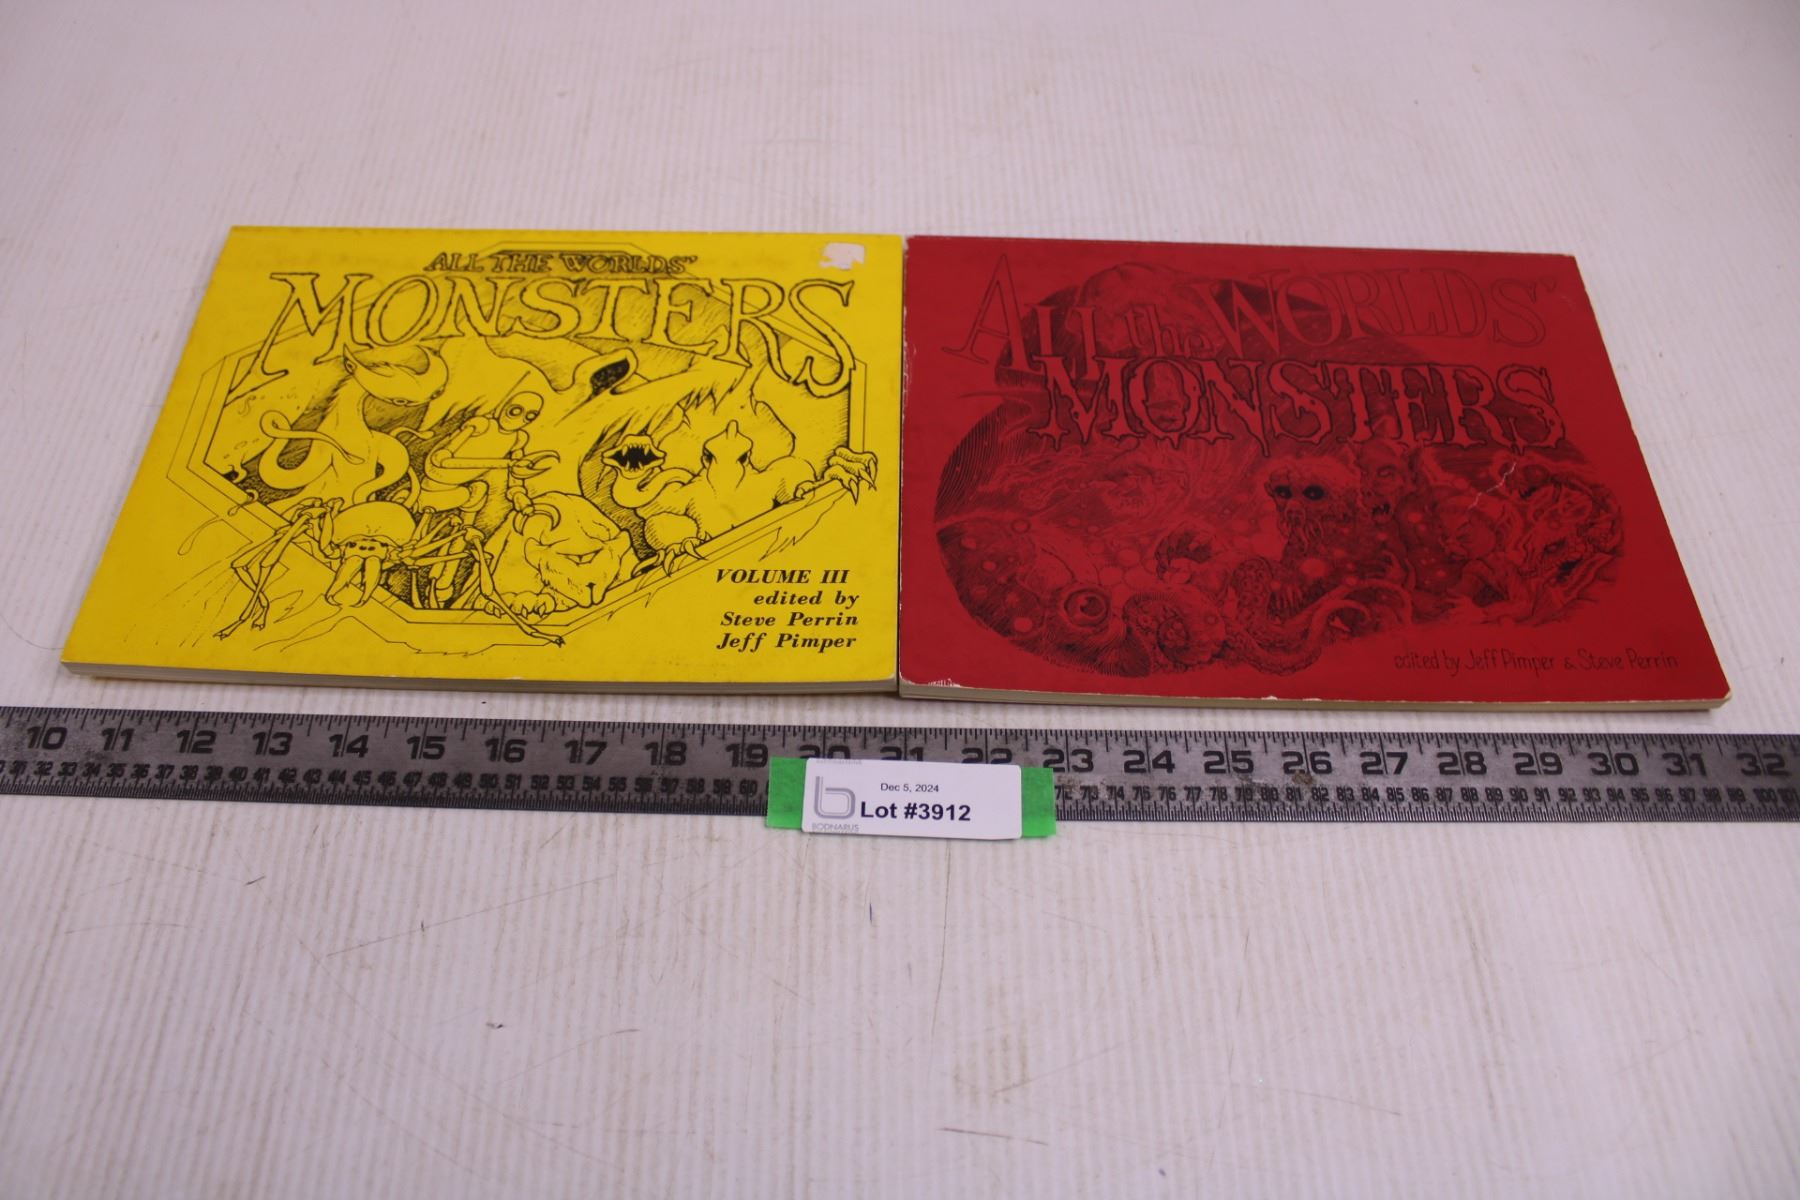 ALL THE WORLDS'
MONSTERS
VOLUME III
edited by
Steve Perrin
Jeff Pimper
ALL the WORLDS'
MONSTERS
edited by Jeff Pimper & Steve Perrin
10 11 12 13 14 15 16 17 18 19 20 21 22 23 24 25 26 27 28 29 30 31 32
Dec 5, 2024
Lot #3912
BODNARUS